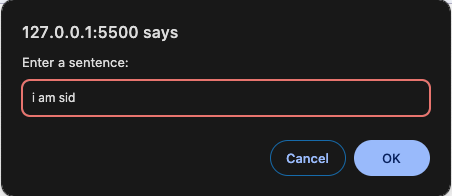 127.0.0.1:5500 says
Enter a sentence:
i am sid
Cancel OK